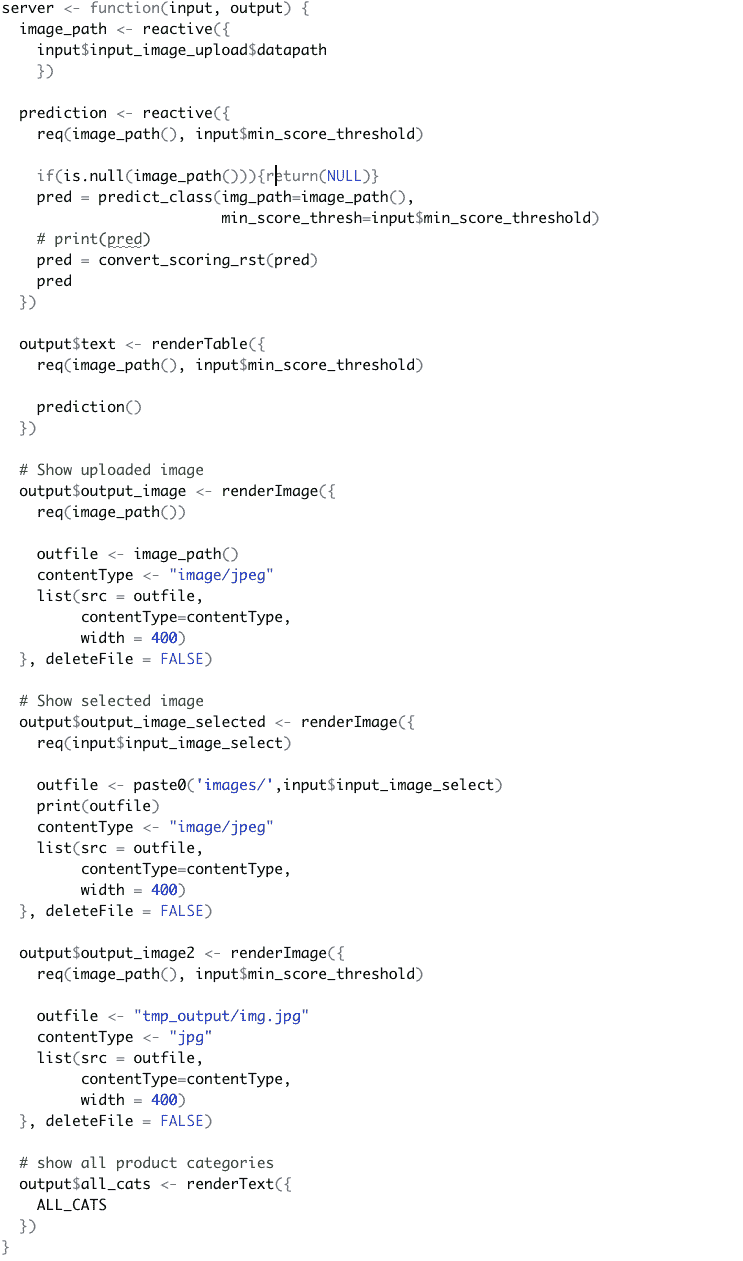 server <- function(input, output) {
  image_path <- reactive({
    input$input_image_upload$datapath
    })

  prediction <- reactive({
    req(image_path(), input$min_score_threshold)

    if(is.null(image_path())){return(NULL)}
    pred = predict_class(img_path=image_path(),
                         min_score_thresh=input$min_score_threshold)
    # print(pred)
    pred = convert_scoring_rst(pred)
    pred
  })

  output$text <- renderTable({
    req(image_path(), input$min_score_threshold)

    prediction()
  })

  # Show uploaded image
  output$output_image <- renderImage({
    req(image_path())

    outfile <- image_path()
    contentType <- "image/jpeg"
    list(src = outfile,
         contentType=contentType,
         width = 400)
  }, deleteFile = FALSE)

  # Show selected image
  output$output_image_selected <- renderImage({
    req(input$input_image_select)

    outfile <- paste0('images/',input$input_image_select)
    print(outfile)
    contentType <- "image/jpeg"
    list(src = outfile,
         contentType=contentType,
         width = 400)
  }, deleteFile = FALSE)

  output$output_image2 <- renderImage({
    req(image_path(), input$min_score_threshold)

    outfile <- "tmp_output/img.jpg"
    contentType <- "jpg"
    list(src = outfile,
         contentType=contentType,
         width = 400)
  }, deleteFile = FALSE)

  # show all product categories
  output$all_cats <- renderText({
    ALL_CATS
  })
}